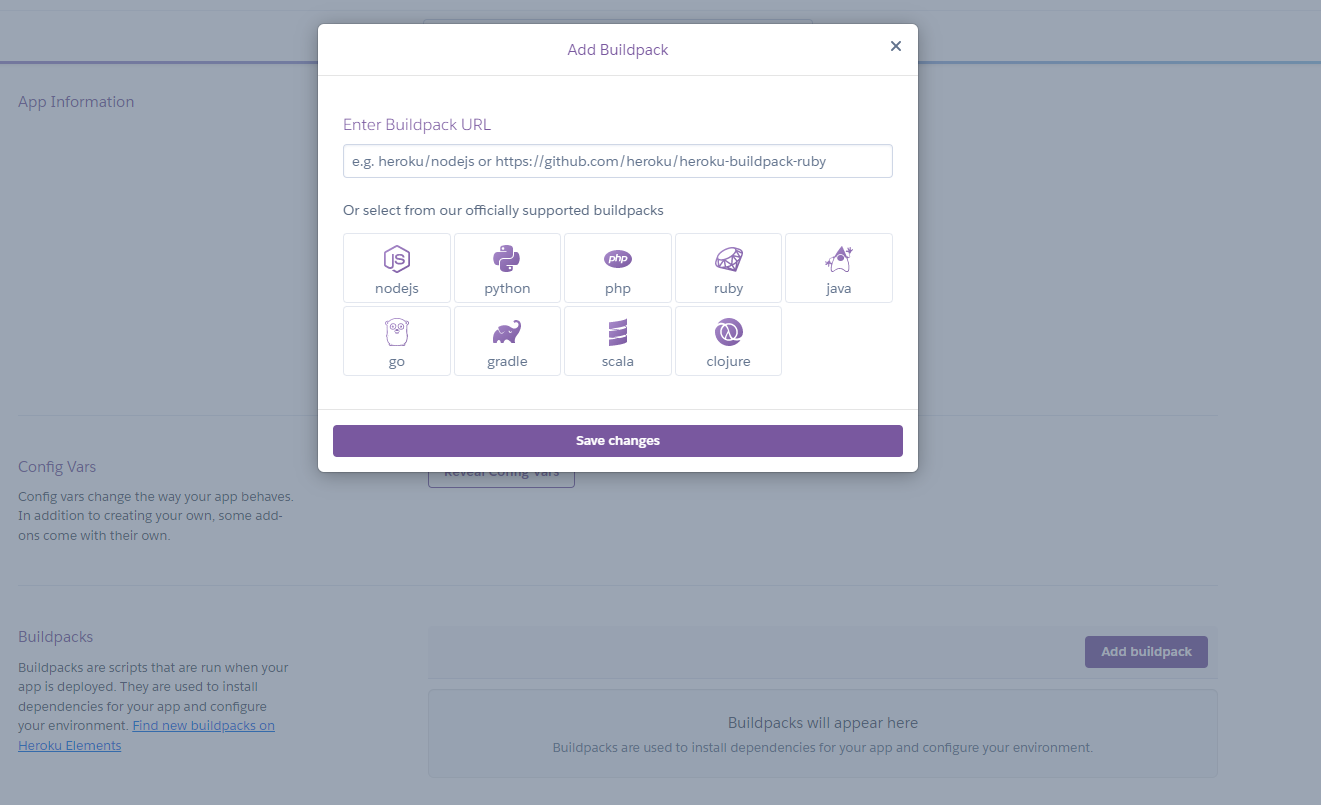 Add Buildpack
App Information
Enter Buildpack URL
e.g. heroku/nodejs or https://github.com/heroku/heroku-buildpack-ruby
Or select from our officially supported buildpacks
JS
php
nodejs
python
php
ruby
java
go
gradle
scala
clojure
Save changes
Config Vars
Reveal Config Vars
Config vars change the way your app behaves.
In addition to creating your own, some add-
ons come with their own.
Buildpacks
Add buildpack
Buildpacks are scripts that are run when your
app is deployed. They are used to install
dependencies for your app and configure
your environment. Find new buildpacks on
Heroku Elements
Buildpacks will appear here
Buildpacks are used to install dependencies for your app and configure your environment.